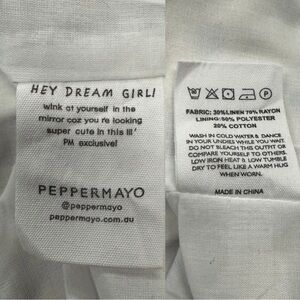 HEY DREAM GIRL!
wink at yourself in the
mirror coz you're looking
super cute in this lil'
PM exclusive!
PEPPERMAYO
@peppermayo
peppermayo.com.au
FABRIC: 30%LINEN 70% RAYON
LINING:80% POLYESTER
20% COTTON
WASH IN COLD WATER & DANCE
IN YOUR UNDIES WHILE YOU WAIT
DO NOT BLEACH THIS OUTFIT OR
COMPARE YOURSELF TO OTHERS.
LOW IRON HEAT & LOW TUMBLE
DRY TO FEEL LIKE A WARM HUG
WHEN WORN.
MADE IN CHINA